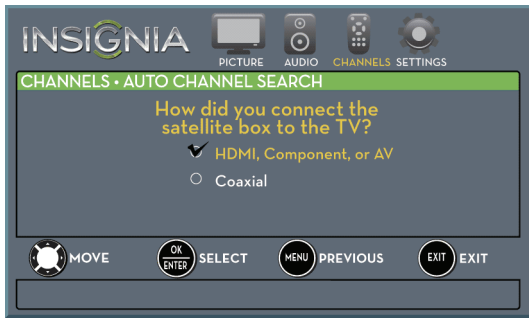 INSIGNIA
PICTURE AUDIO CHANNELS SETTINGS
CHANNELS • AUTO CHANNEL SEARCH
How did you connect the
satellite box to the TV?
HDMI, Component, or AV
Coaxial
MOVE OK ENTER SELECT MENU PREVIOUS EXIT EXIT